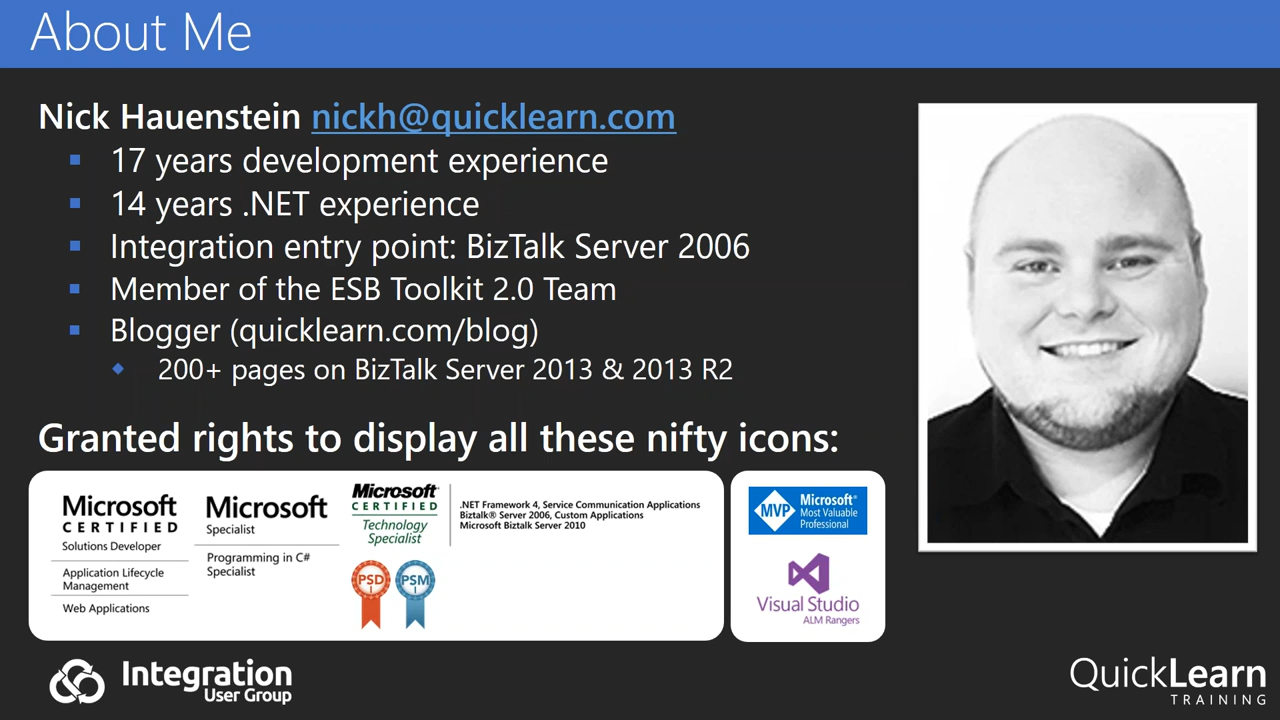 About Me
Nick Hauenstein nickh@quicklearn.com
17 years development experience
14 years .NET experience
Integration entry point: BizTalk Server 2006
Member of the ESB Toolkit 2.0 Team
Blogger (quicklearn.com/blog)
200+ pages on BizTalk Server 2013 & 2013 R2
Granted rights to display all these nifty icons:
Microsoft
CERTIFIED
Solutions Developer
Application Lifecycle
Management
Web Applications
Microsoft
Specialist
Programming in C#
Specialist
Microsoft
CERTIFIED
Technology
Specialist
.NET Framework 4, Service Communication Applications
Biztalk® Server 2006, Custom Applications
Microsoft Biztalk Server 2010
PSD
I
PSM
I
MVP
Microsoft®
Most Valuable
Professional
Visual Studio
ALM Rangers
Integration
User Group
QuickLearn
TRAINING